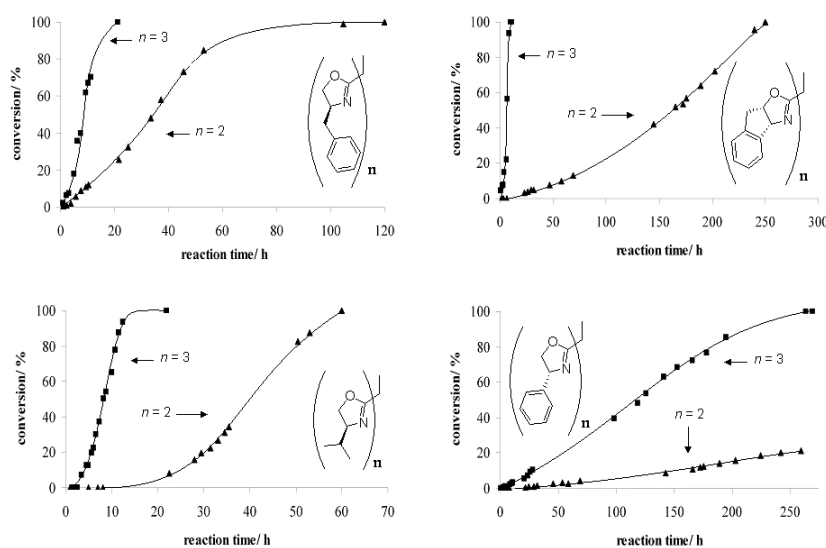 100
80
60
40
20
0
conversion/ %
n = 3
n = 2
O
N
n
0 20 40 60 80 100 120
reaction time/ h
100
80
60
40
20
0
conversion/ %
n = 3
n = 2
O
N
n
0 50 100 150 200 250 300
reaction time/ h
100
80
60
40
20
0
conversion/ %
n = 3
n = 2
O
N
n
0 10 20 30 40 50 60 70
reaction time/ h
100
80
60
40
20
0
conversion/ %
O
N
n
n = 3
n = 2
0 50 100 150 200 250
reaction time/ h